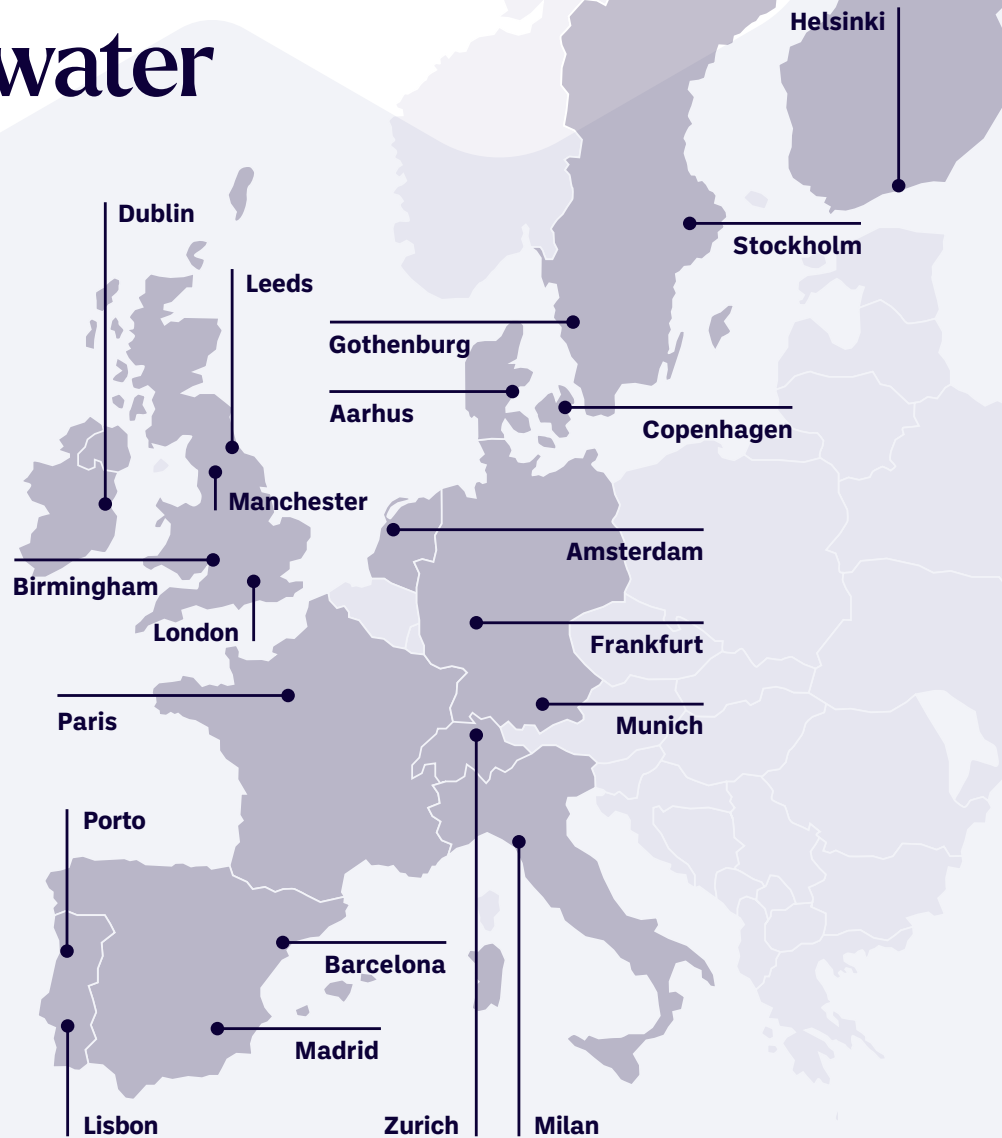 water
Helsinki
Dublin
Stockholm
Leeds
Gothenburg
Aarhus
Copenhagen
Manchester
Amsterdam
Birmingham
London
Frankfurt
Paris
Munich
Porto
Barcelona
Madrid
Lisbon
Zurich
Milan